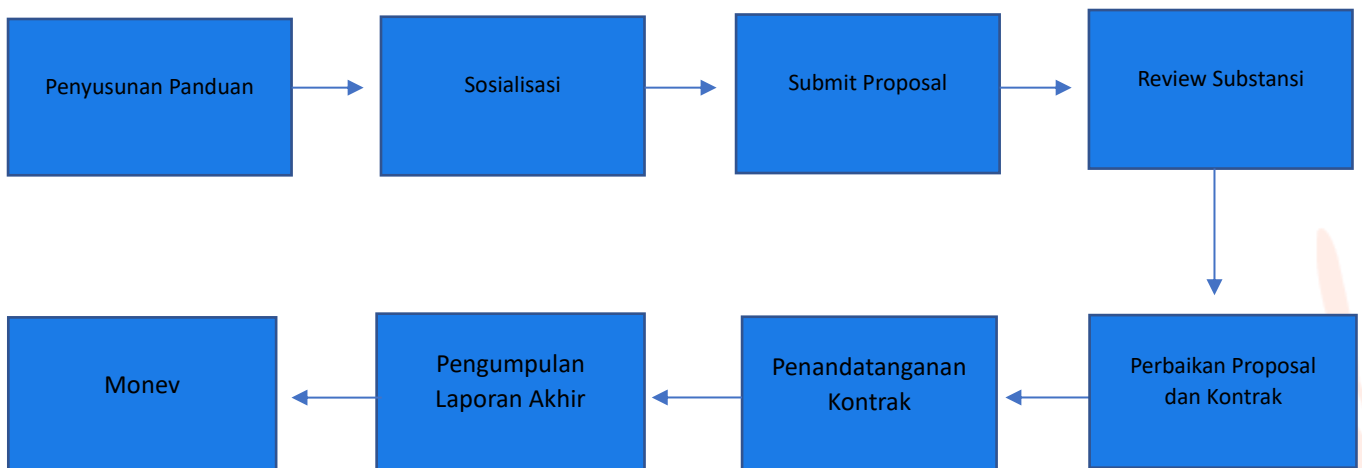 Penyusunan Panduan
Sosialisasi
Submit Proposal
Review Substansi
Perbaikan Proposal
dan Kontrak
Penandatanganan
Kontrak
Pengumpulan
Laporan Akhir
Monev